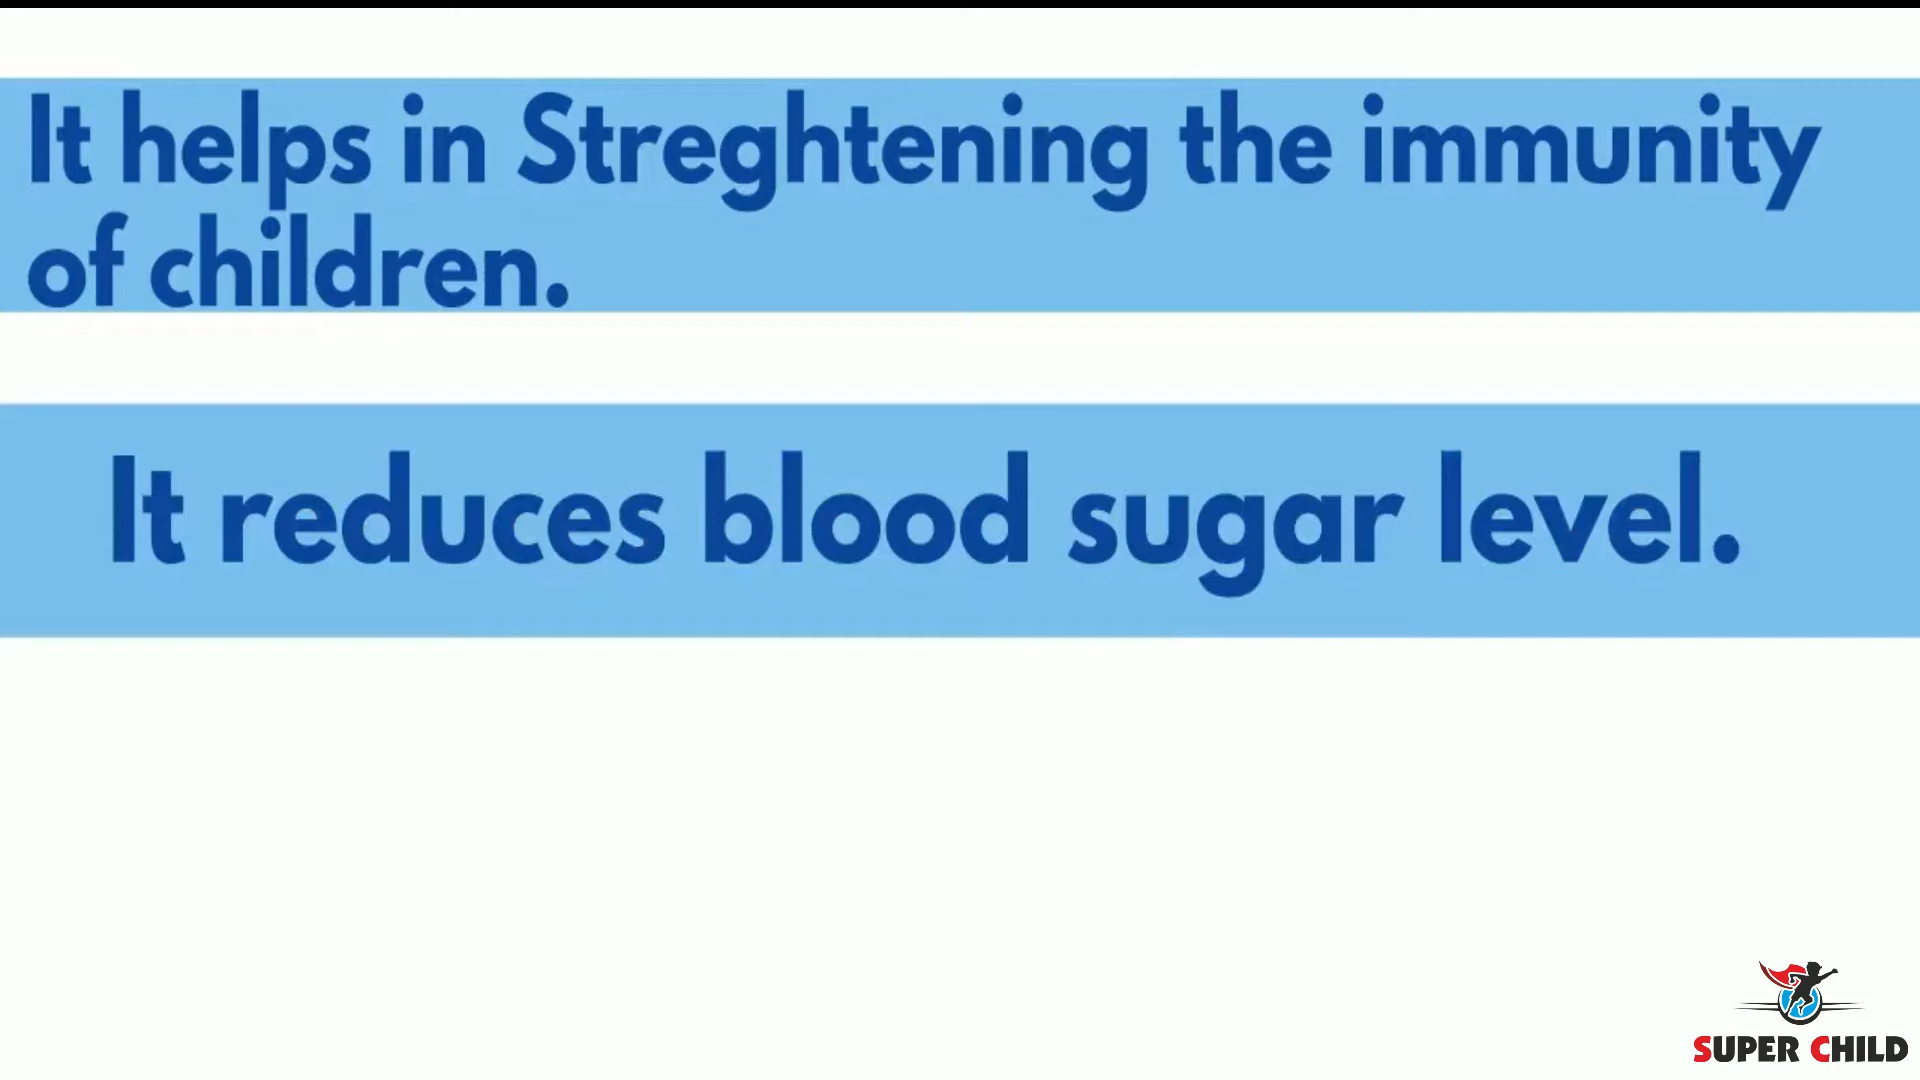 It helps in Streghtening the immunity
of children.
It reduces blood sugar level.
SUPER CHILD